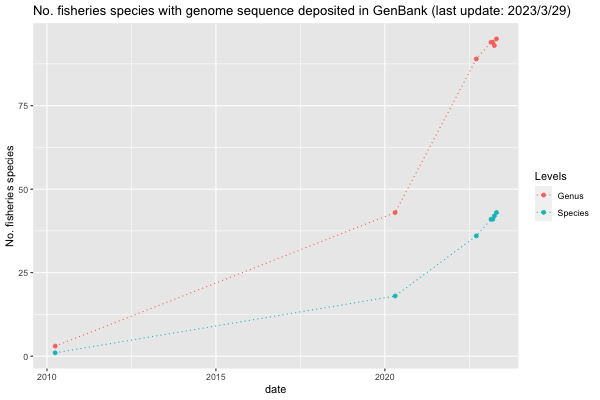 No. fisheries species with genome sequence deposited in GenBank (last update: 2023/3/29)
No. fisheries species
75
50
25
0
2010
2015
2020
date
Levels
Genus
Species